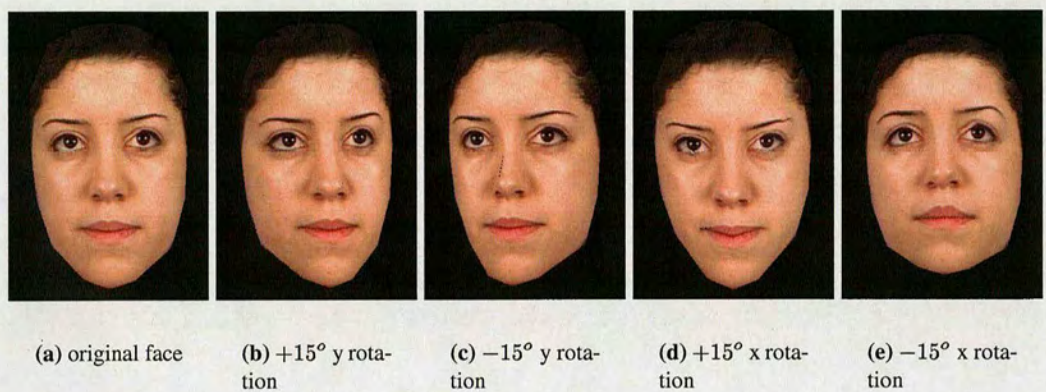 (a) original face
(b) +15° y rota-
tion
(c) −15° y rota-
tion
(d) +15° x rota-
tion
(e) −15° x rota-
tion